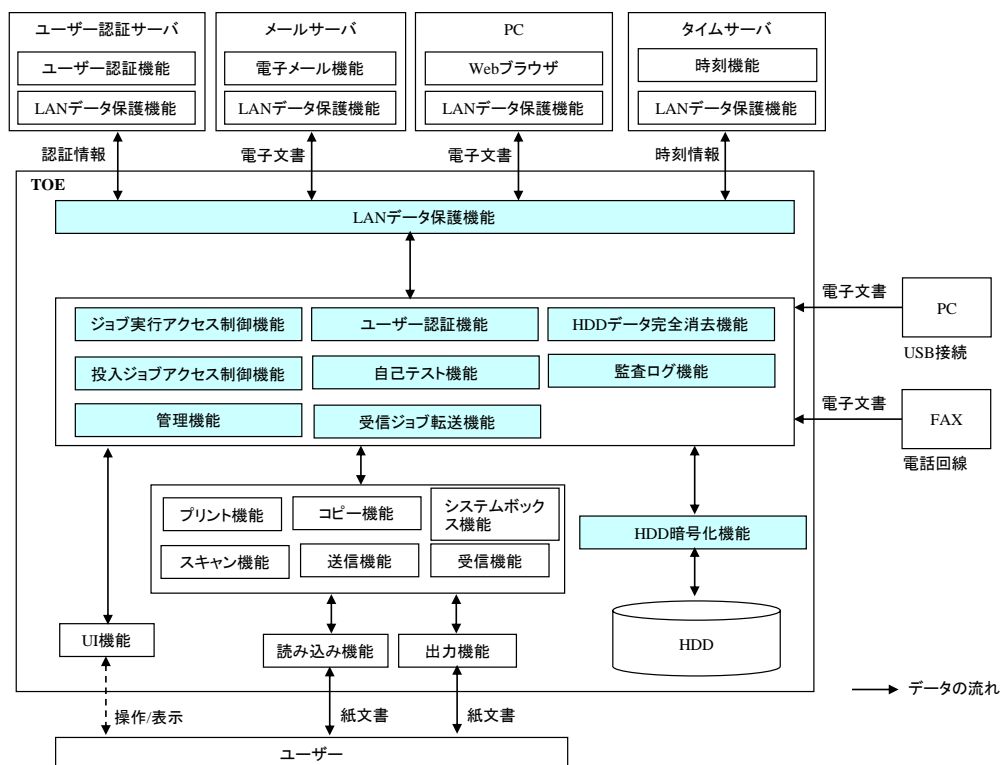 ユーザー認証サーバ
ユーザー認証機能
LANデータ保護機能
メールサーバ
電子メール機能
LANデータ保護機能
PC
Webブラウザ
LANデータ保護機能
タイムサーバ
時刻機能
LANデータ保護機能
認証情報
電子文書
電子文書
時刻情報
TOE
LANデータ保護機能
ジョブ実行アクセス制御機能
ユーザー認証機能
HDDデータ完全消去機能
投入ジョブアクセス制御機能
自己テスト機能
監査ログ機能
管理機能
受信ジョブ転送機能
電子文書
PC
USB接続
電子文書
FAX
電話回線
プリント機能
コピー機能
システムボック
ス機能
スキャン機能
送信機能
受信機能
HDD暗号化機能
HDD
UI機能
読み込み機能
出力機能
データの流れ
操作/表示
紙文書
紙文書
ユーザー